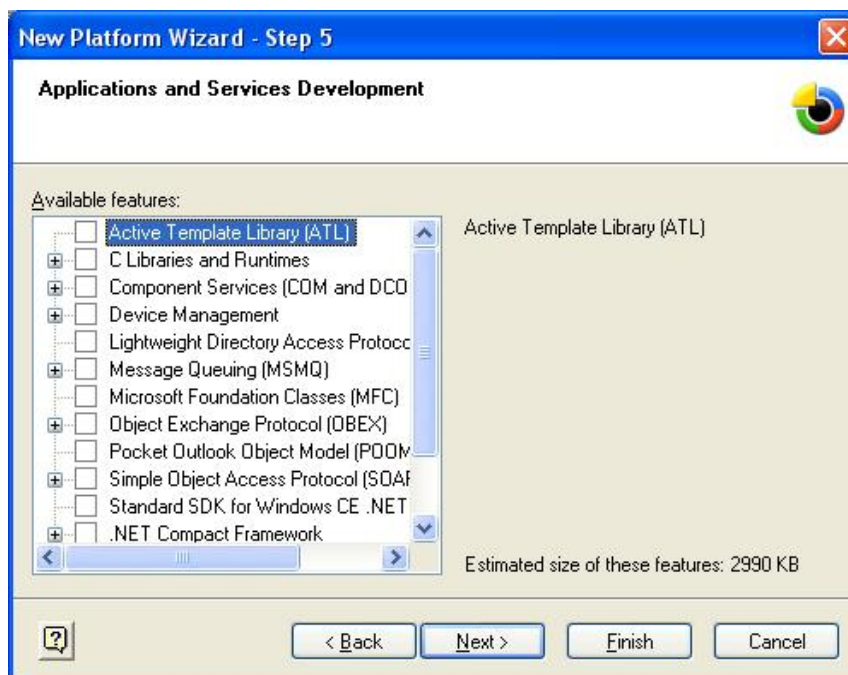 New Platform Wizard - Step 5
Applications and Services Development
Available features:
Active Template Library (ATL)
C Libraries and Runtimes
Component Services (COM and DCO
Device Management
Lightweight Directory Access Protoc
Message Queuing (MSMQ)
Microsoft Foundation Classes (MFC)
Object Exchange Protocol (OBEX)
Pocket Outlook Object Model (POOM
Simple Object Access Protocol (SOAP
Standard SDK for Windows CE .NET
.NET Compact Framework
Active Template Library (ATL)
Estimated size of these features: 2990 KB
?
< Back
Next >
Finish
Cancel